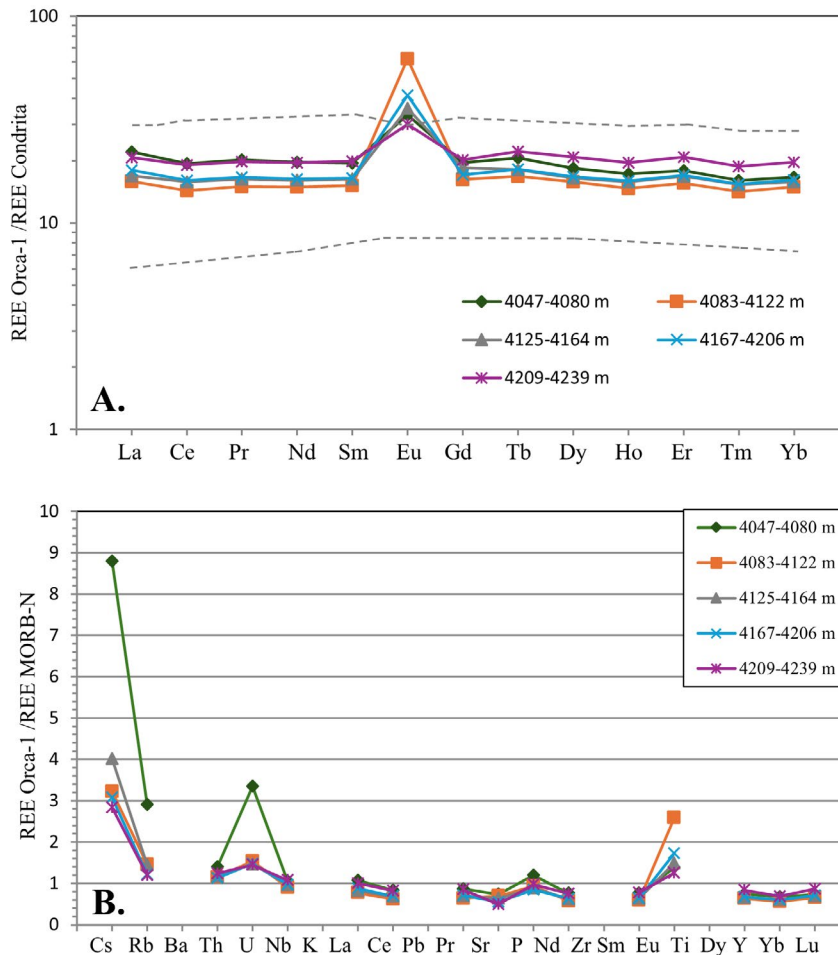 100
10
1
REE Orca-1 /REE Condrita
4047-4080 m
4083-4122 m
4125-4164 m
4167-4206 m
4209-4239 m
A.
La Ce Pr Nd Sm Eu Gd Tb Dy Ho Er Tm Yb
10
9
8
7
6
5
4
3
2
1
0
REE Orca-1 /REE MORB-N
4047-4080 m
4083-4122 m
4125-4164 m
4167-4206 m
4209-4239 m
B.
Cs Rb Ba Th U Nb K La Ce Pb Pr Sr P Nd Zr Sm Eu Ti Dy Y Yb Lu